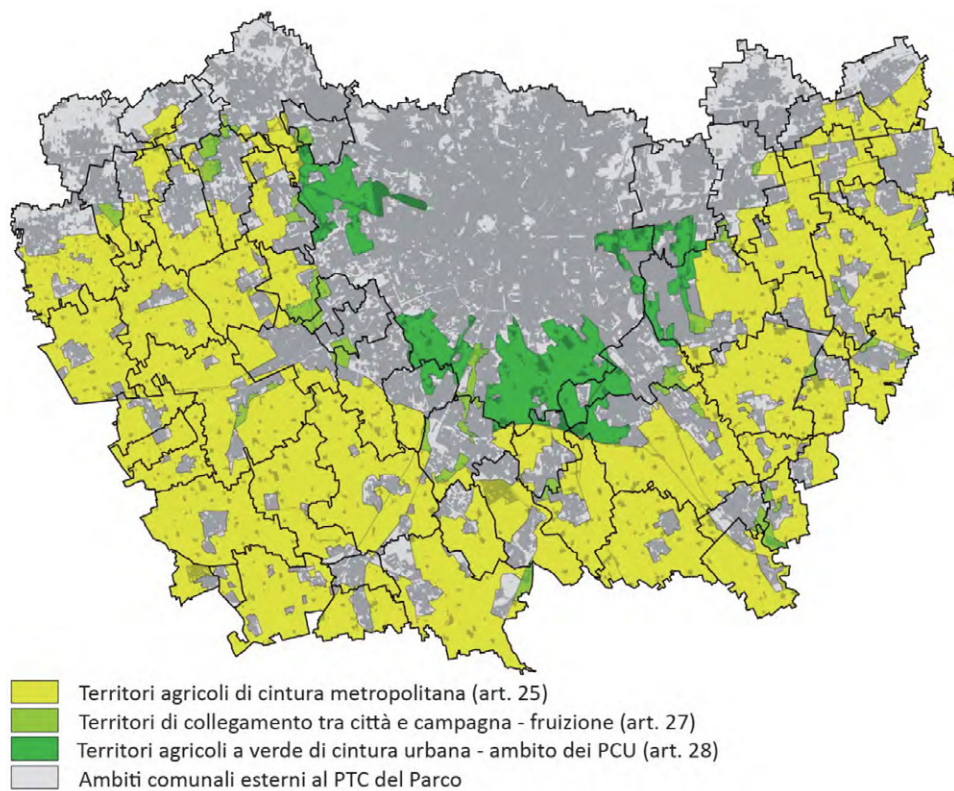 Territori agricoli di cintura metropolitana (art. 25)
Territori di collegamento tra città e campagna - fruizione (art. 27)
Territori agricoli a verde di cintura urbana - ambito dei PCU (art. 28)
Ambiti comunali esterni al PTC del Parco